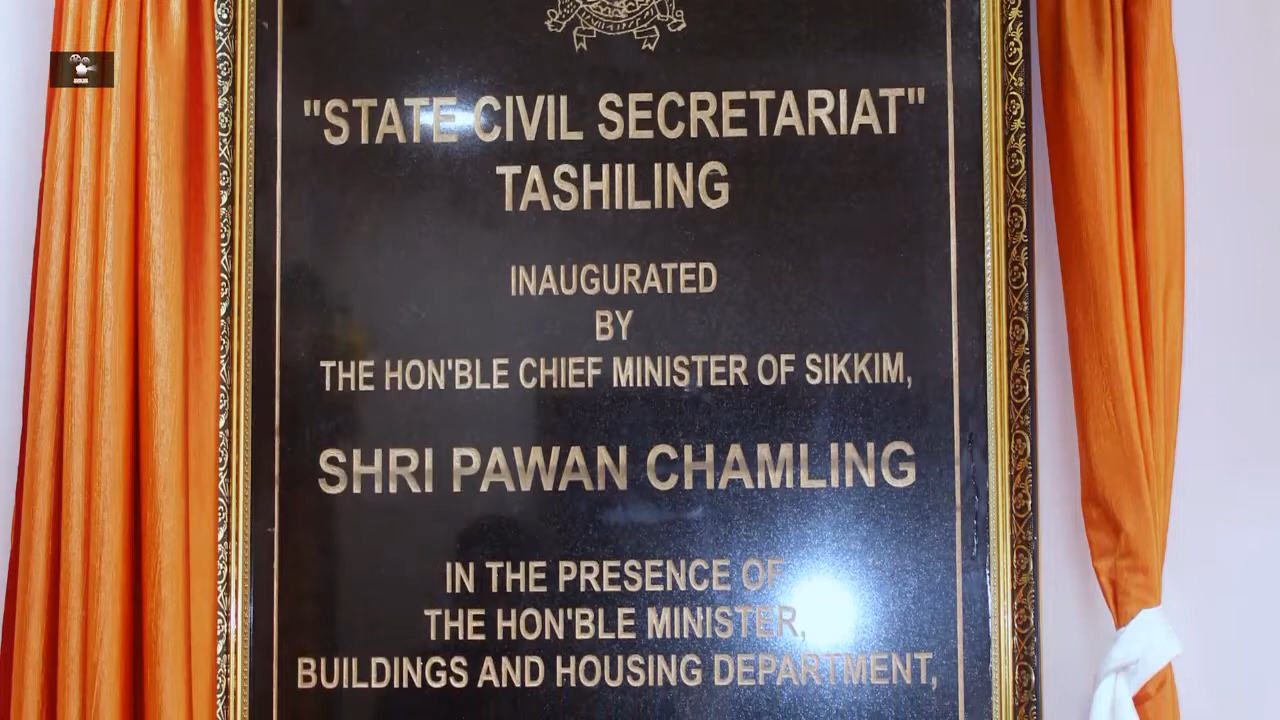 "STATE CIVIL SECRETARIAT"
TASHILING
INAUGURATED
BY
THE HON'BLE CHIEF MINISTER OF SIKKIM,
SHRI PAWAN CHAMLING
IN THE PRESENCE OF
THE HON'BLE MINISTER,
BUILDINGS AND HOUSING DEPARTMENT,